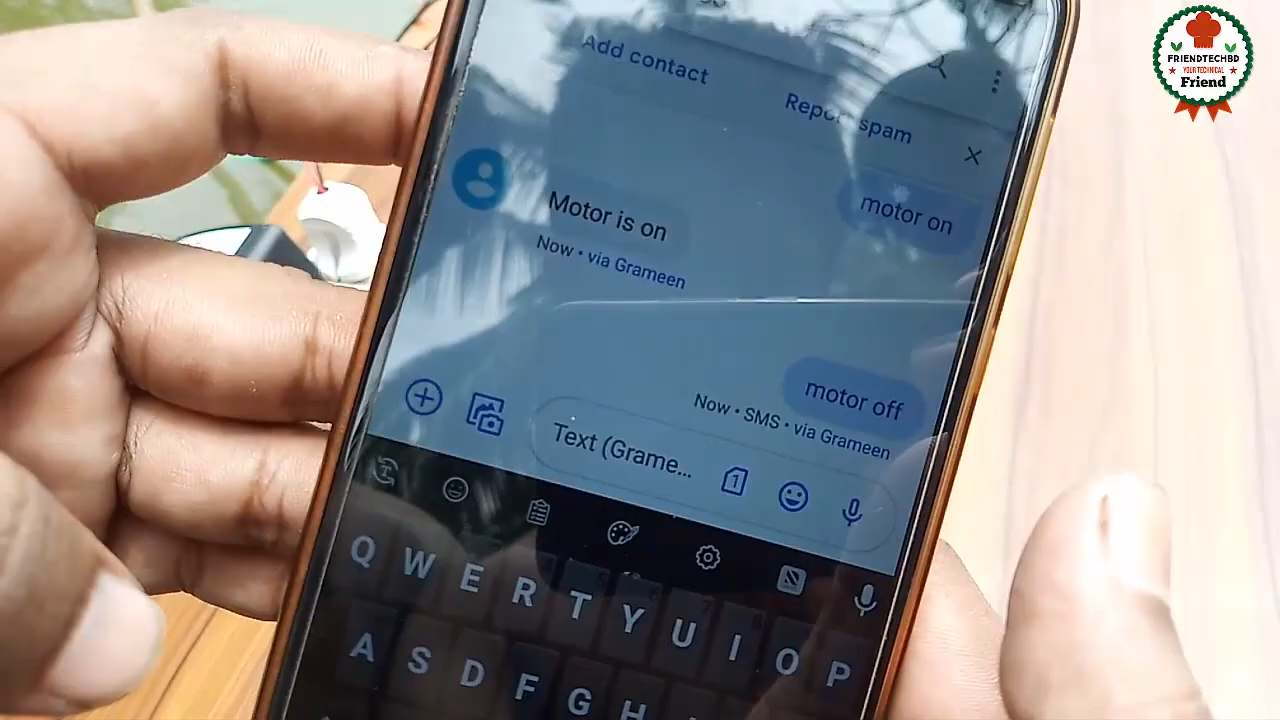 FRIENDTECHBD
YOUR TECHNICAL
Friend
Add contact
Report spam
motor on
Motor is on
Now • via Grameen
motor off
Now • SMS • via Grameen
Text (Grame...
1
Q W E R T Y U I O P
A S D F G H